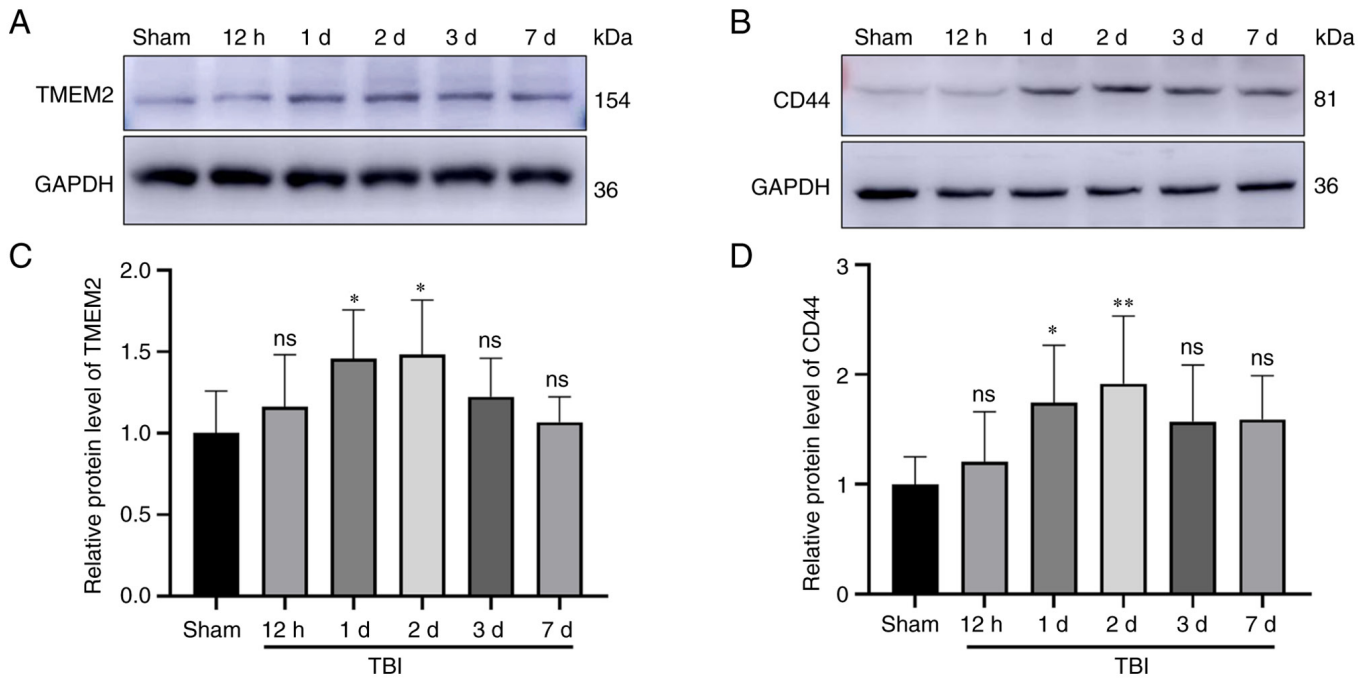 A
Sham 12 h 1 d 2 d 3 d 7 d kDa
TMEM2 154
GAPDH 36
B
Sham 12 h 1 d 2 d 3 d 7 d kDa
CD44 81
GAPDH 36
C
Relative protein level of TMEM2
2.0
1.5
1.0
0.5
0.0
ns * * ns ns
Sham 12 h 1 d 2 d 3 d 7 d
TBI
D
Relative protein level of CD44
3
2
1
0
ns * ** ns ns
Sham 12 h 1 d 2 d 3 d 7 d
TBI